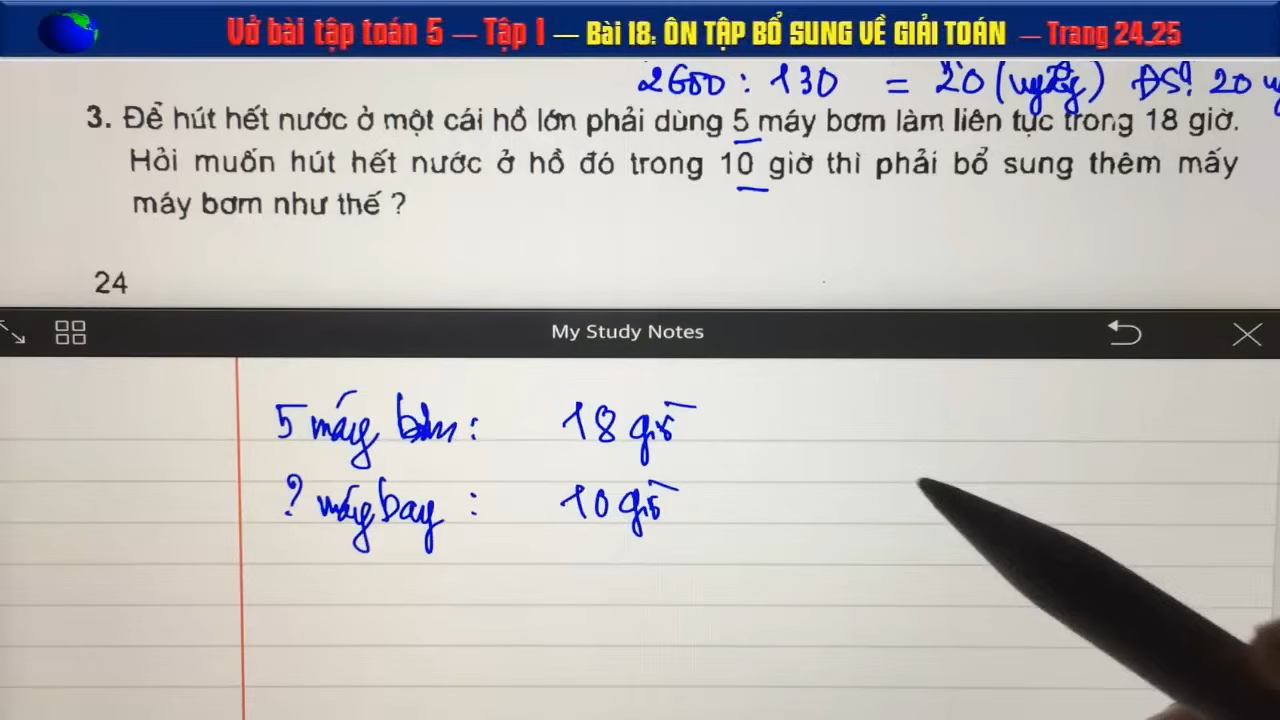 Vở bài tập toán 5 – Tập 1 – Bài 18: ÔN TẬP BỔ SUNG VỀ GIẢI TOÁN – Trang 24,25
2600 : 130 = 20 (ngày) ĐS: 20
3. Để hút hết nước ở một cái hồ lớn phải dùng 5 máy bơm làm liên tục trong 18 giờ.
Hỏi muốn hút hết nước ở hồ đó trong 10 giờ thì phải bổ sung thêm mấy
máy bơm như thế ?
24
My Study Notes
5 máy bơm : 18 giờ
? máy bay : 10 giờ